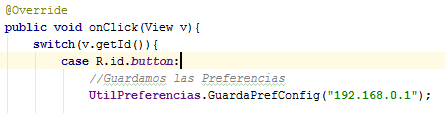 @Override
public void onClick(View v){
switch(v.getId()){
case R.id.button:
//Guardamos las Preferencias
UtilPreferencias.GuardaPrefConfig("192.168.0.1");